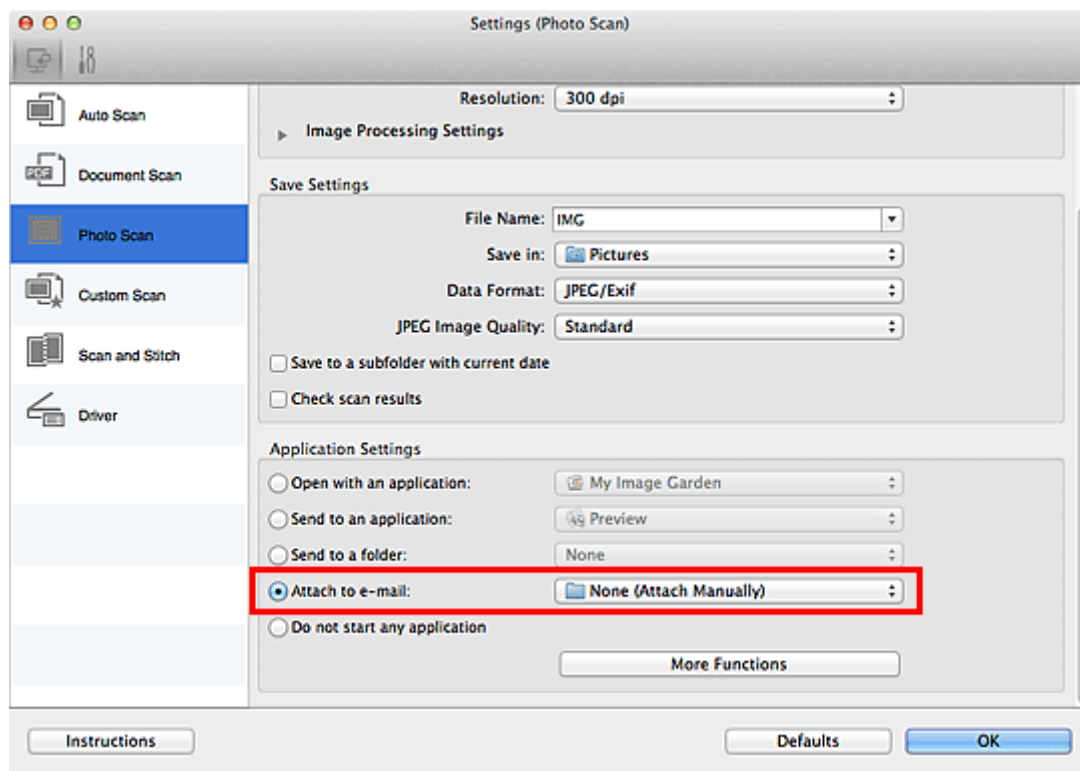 Settings (Photo Scan)
Auto Scan
PDF
Document Scan
Photo Scan
Custom Scan
Scan and Stitch
Driver
Resolution: 300 dpi
Image Processing Settings
Save Settings
File Name: IMG
Save in: Pictures
Data Format: JPEG/Exif
JPEG Image Quality: Standard
Save to a subfolder with current date
Check scan results
Application Settings
Open with an application: My Image Garden
Send to an application: Preview
Send to a folder: None
Attach to e-mail: None (Attach Manually)
Do not start any application
More Functions
Instructions Defaults OK